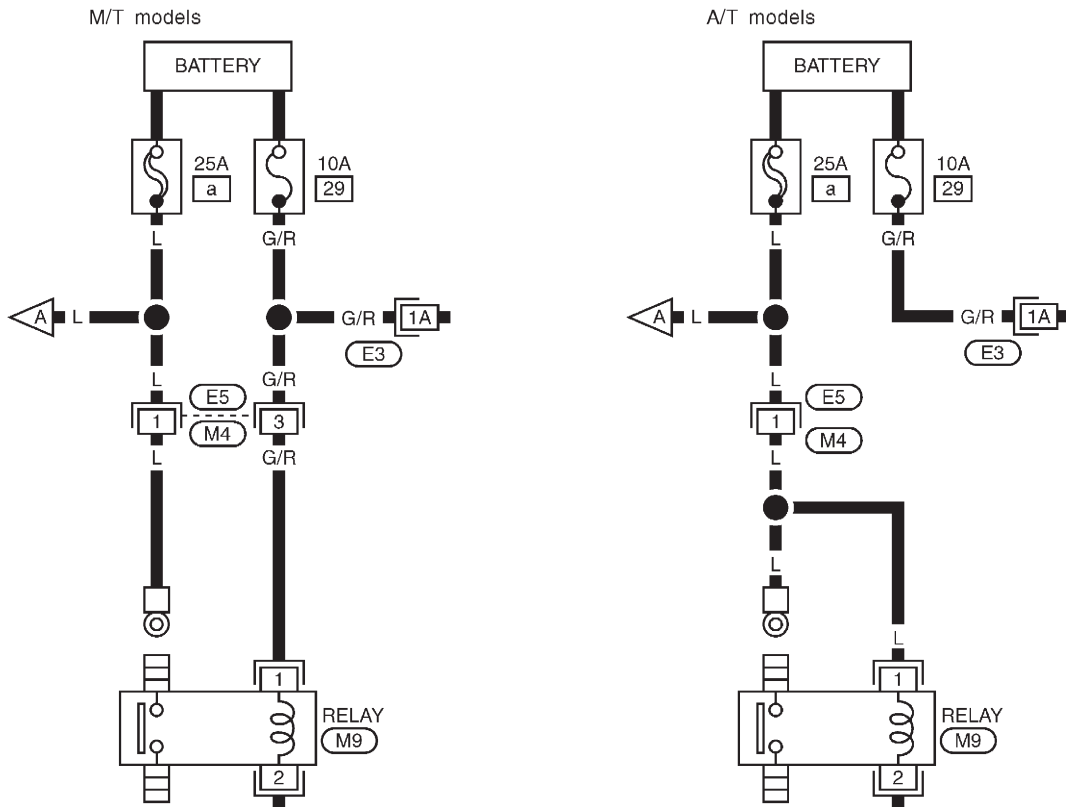 M/T models
BATTERY
25A
a
10A
29
L
G/R
A
L
G/R
1A
E3
L
G/R
E5
1
3
M4
L
G/R
1
RELAY
M9
2
A/T models
BATTERY
25A
a
10A
29
L
G/R
A
L
G/R
1A
E3
L
E5
1
M4
L
L
L
1
RELAY
M9
2